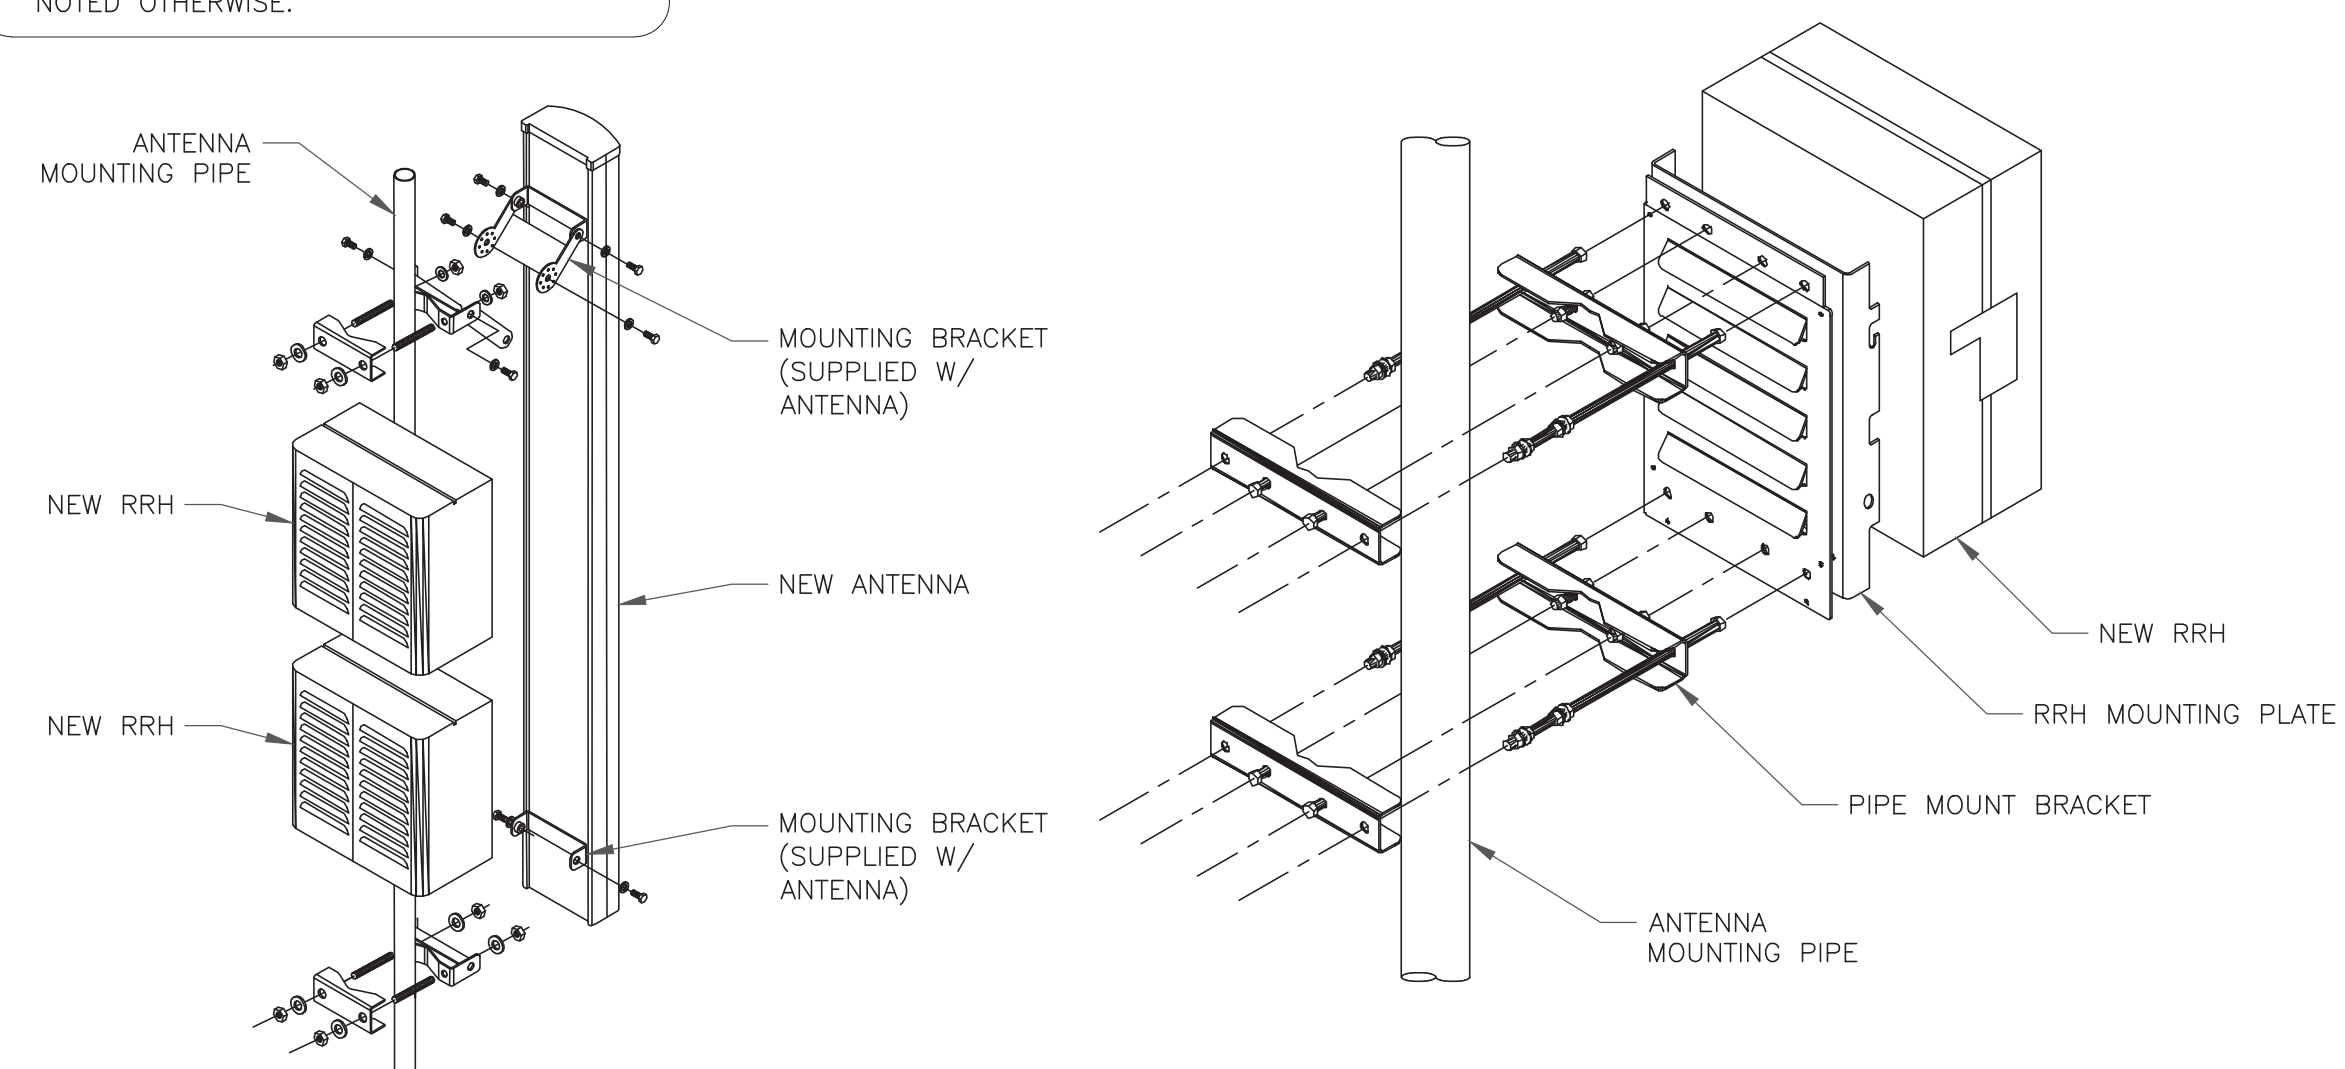 NOTED OTHERWISE.
ANTENNA
MOUNTING PIPE
MOUNTING BRACKET
(SUPPLIED W/
ANTENNA)
NEW RRH
NEW ANTENNA
NEW RRH
MOUNTING BRACKET
(SUPPLIED W/
ANTENNA)
NEW RRH
RRH MOUNTING PLATE
PIPE MOUNT BRACKET
ANTENNA
MOUNTING PIPE